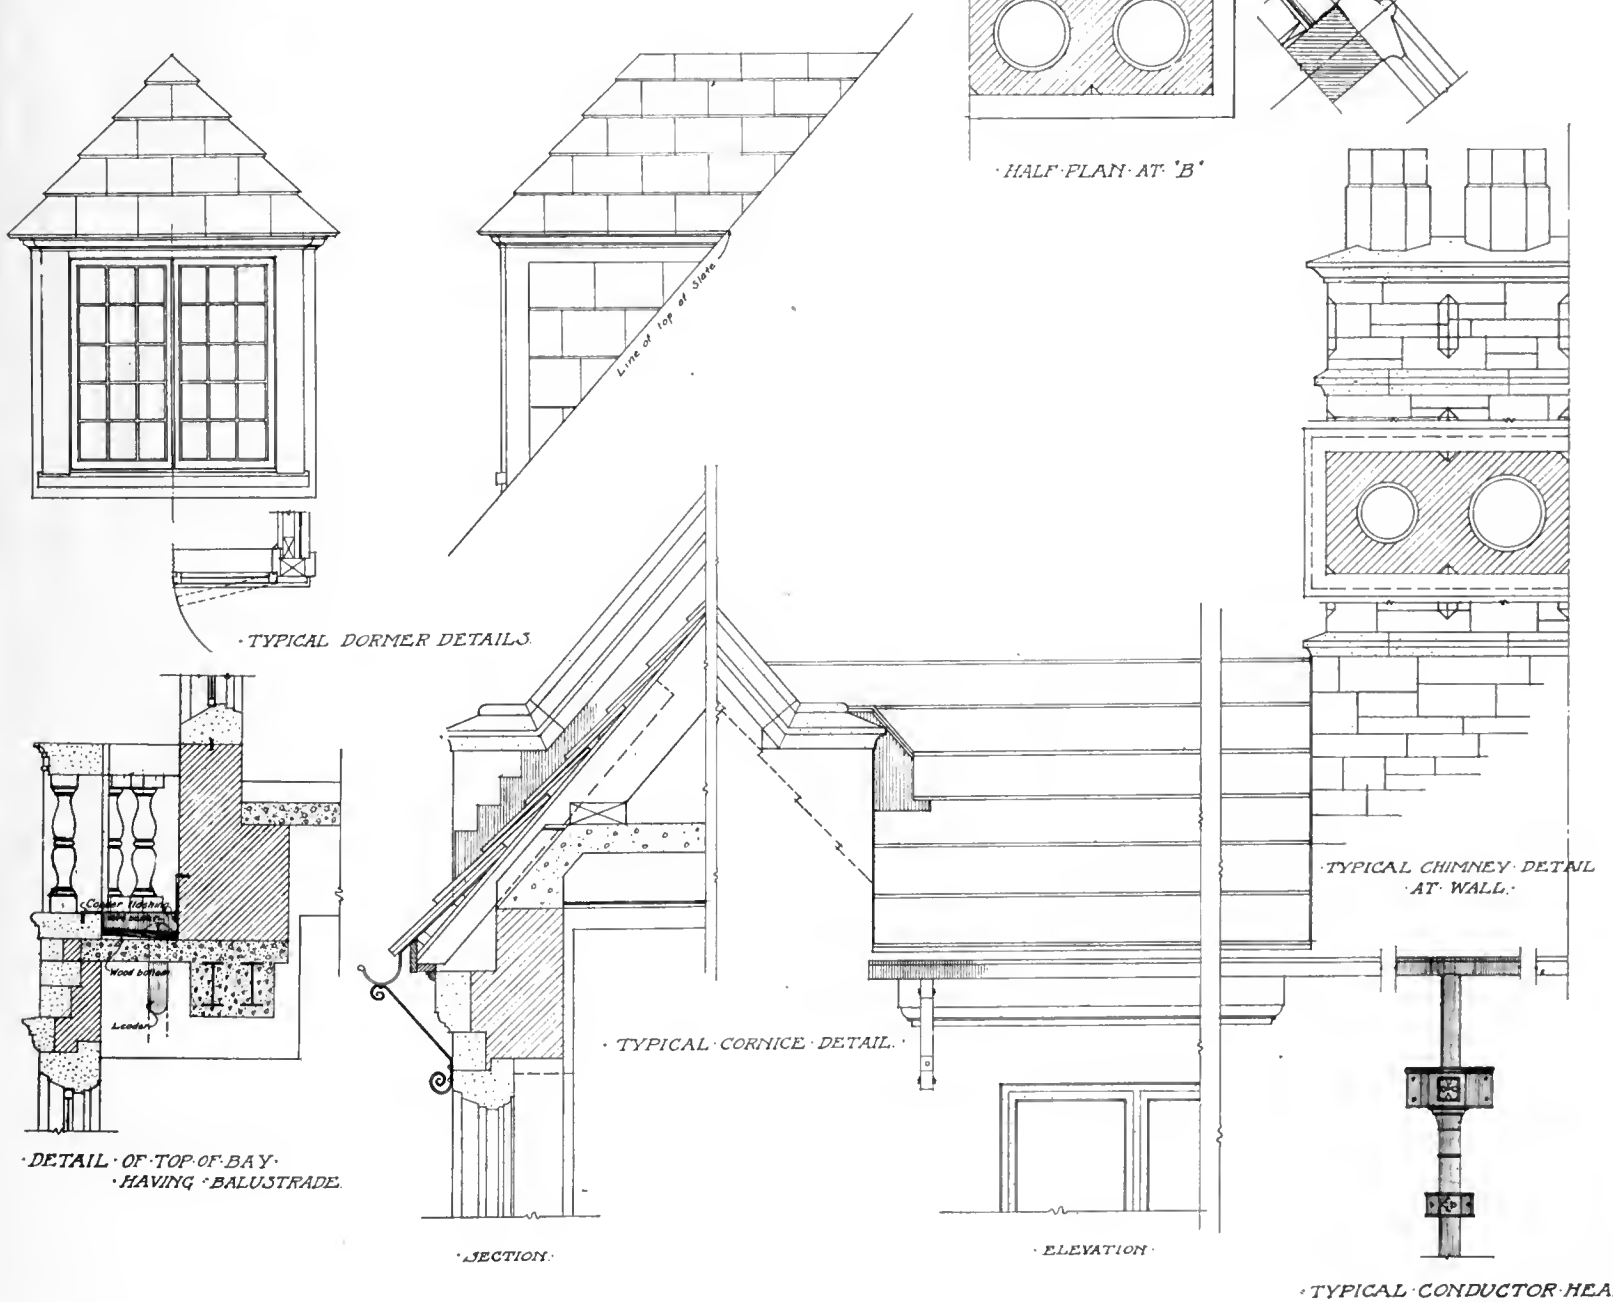 ·HALF·PLAN·AT·"B"
Line of top of Slate
·TYPICAL DORMER DETAILS.
·TYPICAL CHIMNEY·DETAIL
·AT·WALL.·
Copper flashing
Wood batten
Leader
·TYPICAL·CORNICE·DETAIL.·
·DETAIL·OF·TOP·OF·BAY·
·HAVING·BALUSTRADE.
·SECTION·
·ELEVATION·
·TYPICAL·CONDUCTOR·HEA